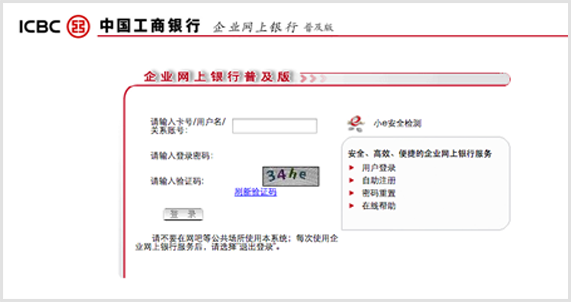 ICBC 中国工商银行 企业网上银行 普及版
企业网上银行普及版
请输入卡号/用户名/
关系账号:
小e安全检测
请输入登录密码:
请输入验证码:
34he
刷新验证码
登 录
安全、高效、便捷的企业网上银行服务
用户登录
自助注册
密码重置
在线帮助
请不要在网吧等公共场所使用本系统;每次使用企
业网上银行服务后,请选择“退出登录”。